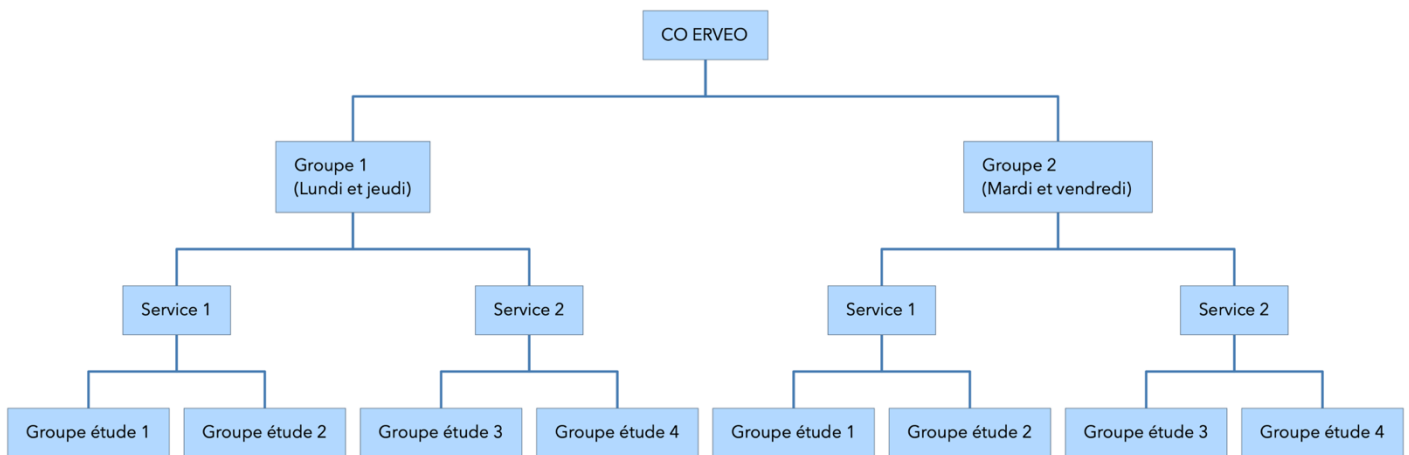 CO ERVEO
Groupe 1
(Lundi et jeudi)
Groupe 2
(Mardi et vendredi)
Service 1
Service 2
Service 1
Service 2
Groupe étude 1
Groupe étude 2
Groupe étude 3
Groupe étude 4
Groupe étude 1
Groupe étude 2
Groupe étude 3
Groupe étude 4